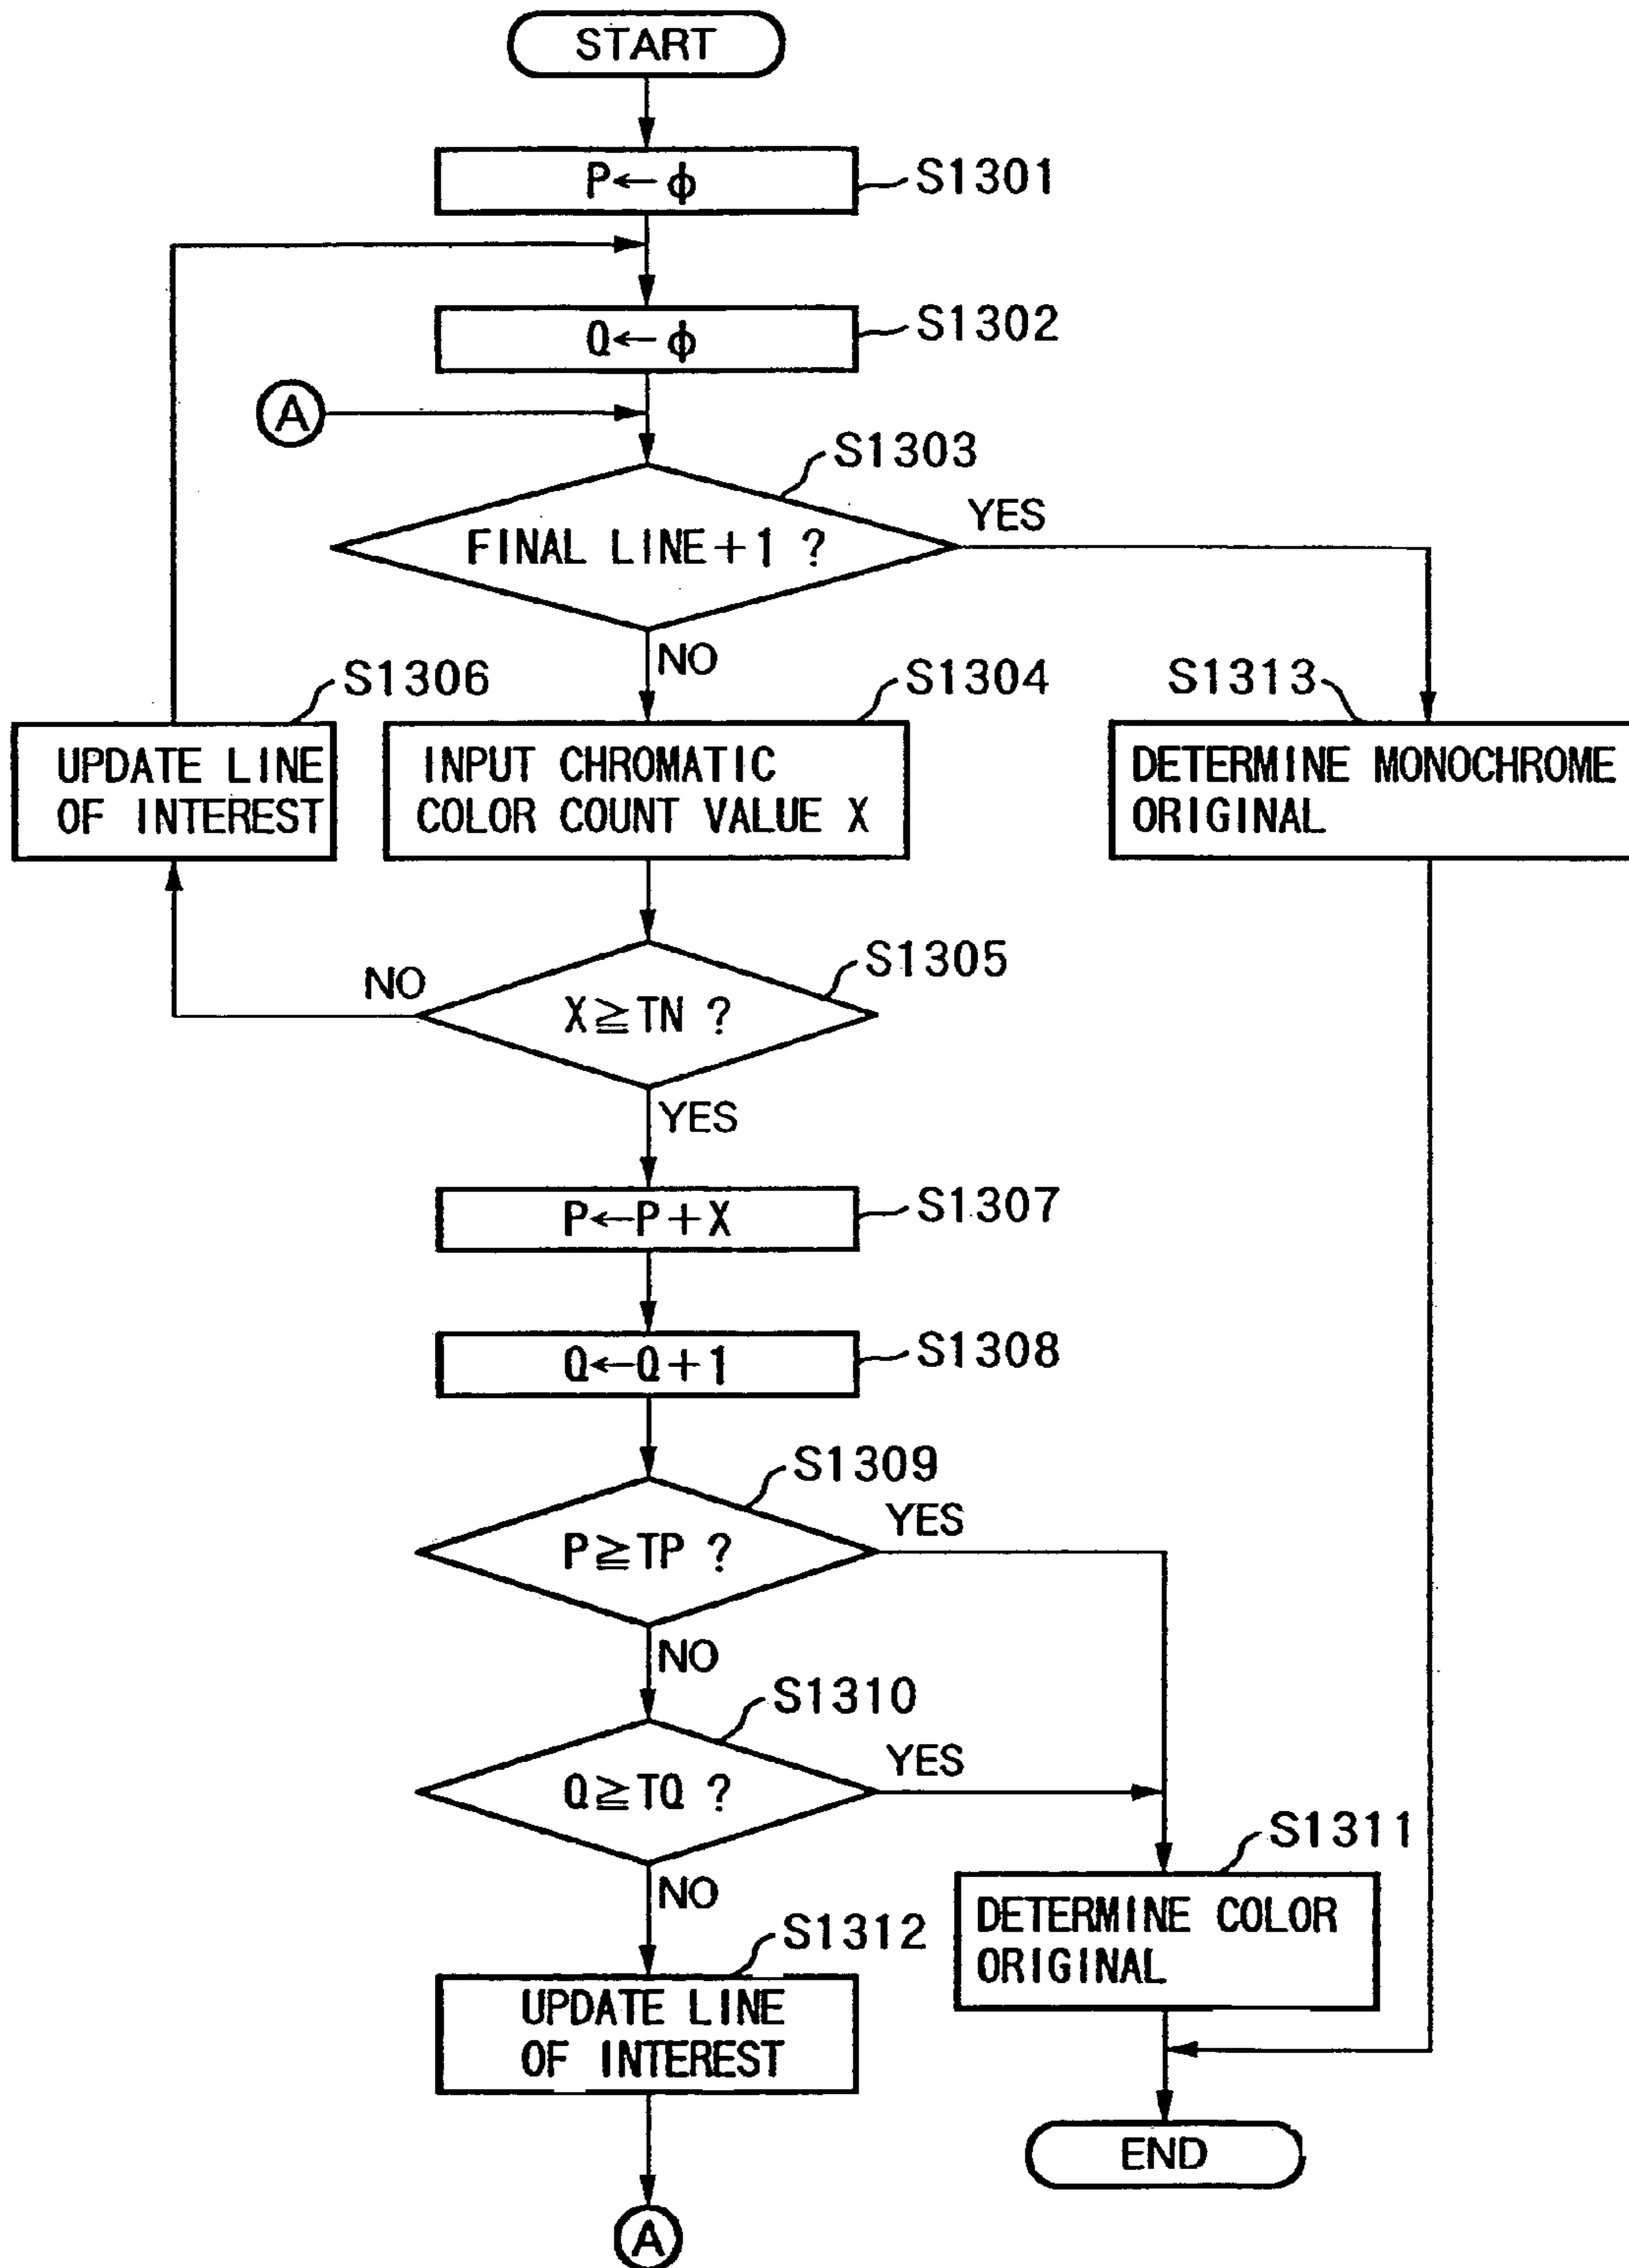 START
P←ϕ
S1301
Q←ϕ
S1302
A
S1303
FINAL LINE+1 ?
YES
NO
S1306
S1304
S1313
UPDATE LINE
OF INTEREST
INPUT CHROMATIC
COLOR COUNT VALUE X
DETERMINE MONOCHROME
ORIGINAL
S1305
NO
X≧TN ?
YES
P←P+X
S1307
Q←Q+1
S1308
S1309
YES
P≧TP ?
NO
S1310
YES
Q≧TQ ?
NO
S1311
DETERMINE COLOR
ORIGINAL
S1312
UPDATE LINE
OF INTEREST
END
A